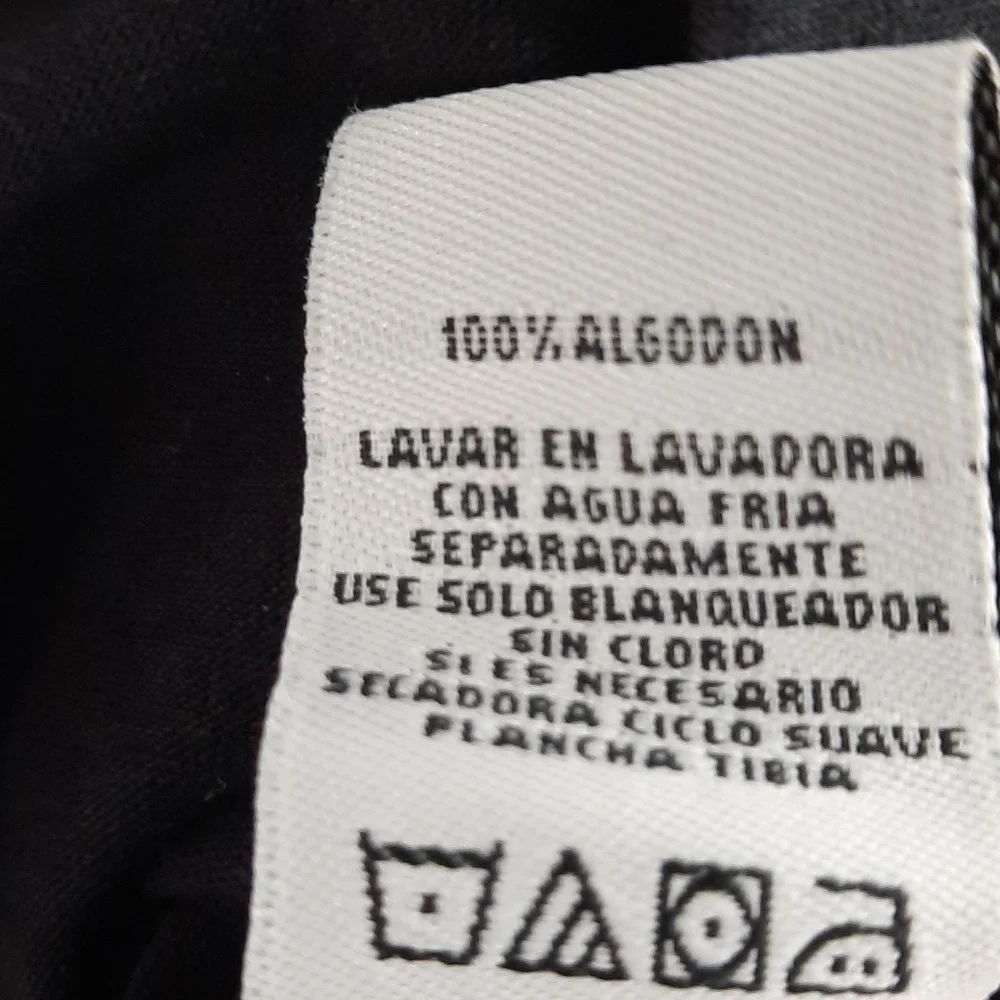 100% ALGODON
LAVAR EN LAVADORA
CON AGUA FRIA
SEPARADAMENTE
USE SOLO BLANQUEADOR
SIN CLORO
SI ES NECESARIO
SECADORA CICLO SUAVE
PLANCHA TIBIA